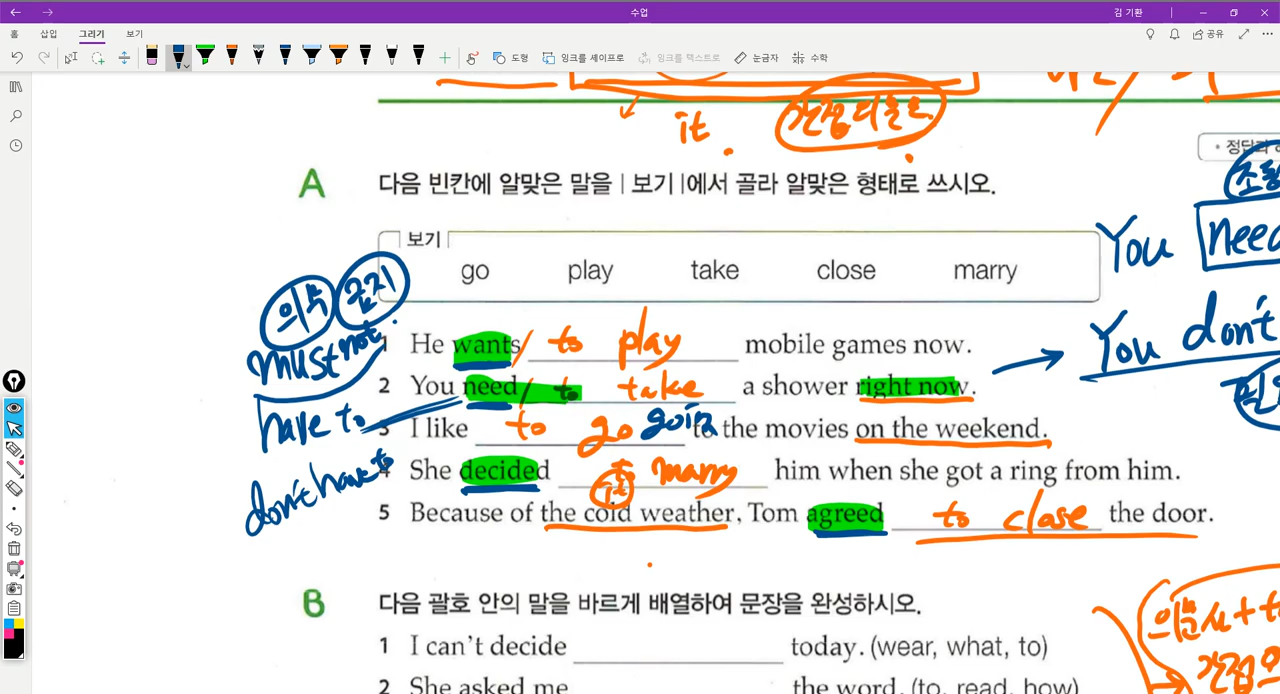 수업
김 기환
홈 삽입 그리기 보기
도형 잉크를 셰이프로 잉크를 텍스트로 눈금자 수학
공유
it 간접의문문
정답과
A 다음 빈칸에 알맞은 말을 | 보기 |에서 골라 알맞은 형태로 쓰시오.
보기
go play take close marry
You need
의무 금지
must not
1 He wants / to play mobile games now.
You don't
2 You need / to take a shower right now.
have to
3 I like to go going to the movies on the weekend.
don't have to
4 She decided to marry him when she got a ring from him.
it
5 Because of the cold weather, Tom agreed to close the door.
B 다음 괄호 안의 말을 바르게 배열하여 문장을 완성하시오.
의문사 + t
1 I can't decide today. (wear, what, to)
2 She asked me the word. (to, read, how)